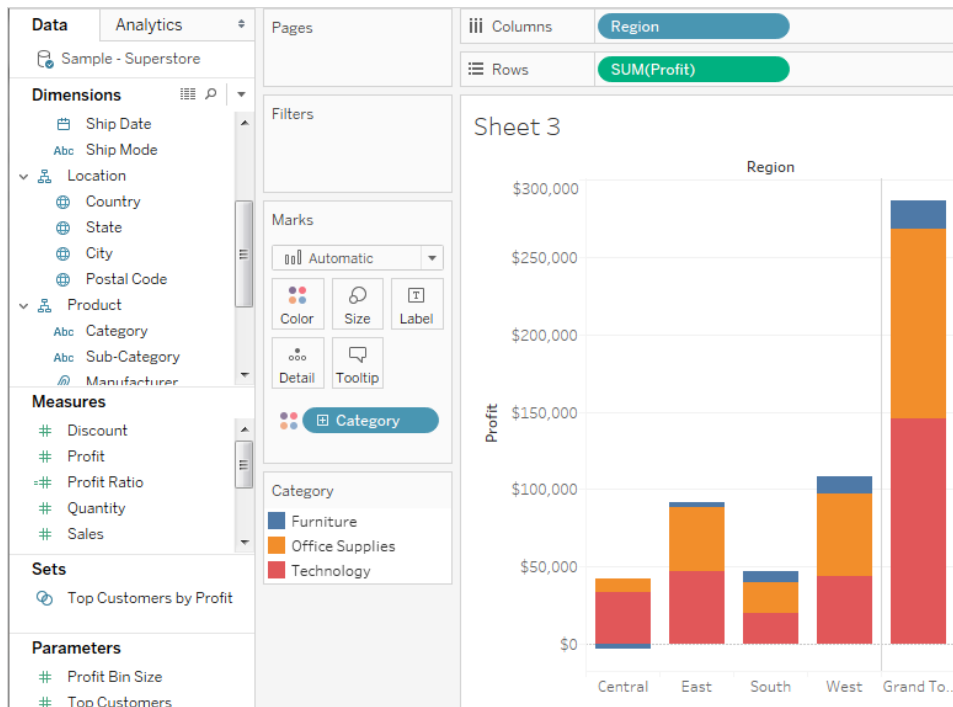 Data
Analytics
Sample - Superstore
Dimensions
Ship Date
Abc Ship Mode
Location
Country
State
City
Postal Code
Product
Abc Category
Abc Sub-Category
Manufacturer
Measures
# Discount
# Profit
=# Profit Ratio
# Quantity
# Sales
Sets
Top Customers by Profit
Parameters
# Profit Bin Size
# Top Customers
Pages
Filters
Marks
Automatic
Color
Size
T
Label
Detail
Tooltip
Category
Category
Furniture
Office Supplies
Technology
Columns
Region
Rows
SUM(Profit)
Sheet 3
Region
Profit
$300,000
$250,000
$200,000
$150,000
$100,000
$50,000
$0
Central East South West Grand To..